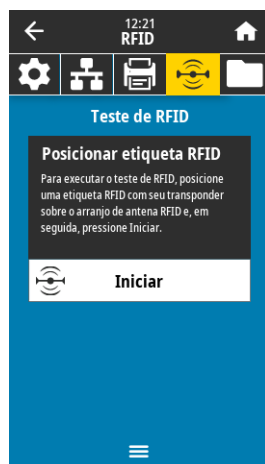 12:21
RFID
Teste de RFID
Posicionar etiqueta RFID
Para executar o teste de RFID, posicione
uma etiqueta RFID com seu transponder
sobre o arranjo de antena RFID e, em
seguida, pressione Iniciar.
Iniciar